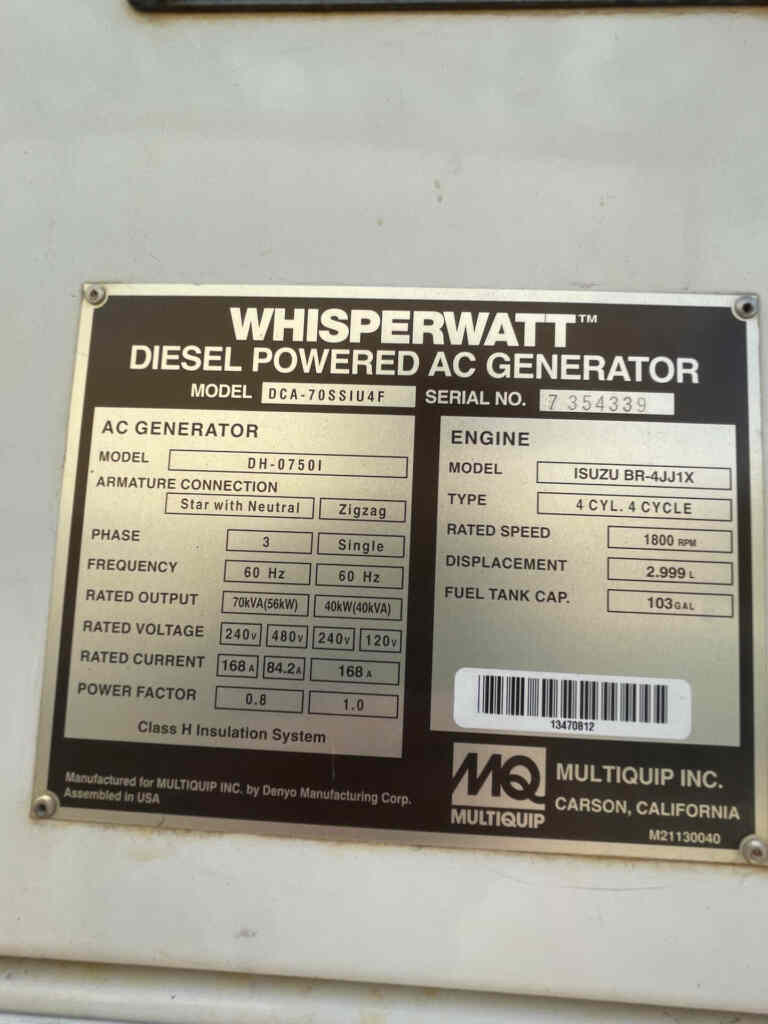 WHISPERWATT™
DIESEL POWERED AC GENERATOR
MODEL DCA-70SSIU4F SERIAL NO. 7354339
AC GENERATOR
MODEL DH-0750I
ARMATURE CONNECTION
Star with Neutral Zigzag
PHASE 3 Single
FREQUENCY 60 Hz 60 Hz
RATED OUTPUT 70kVA(56kW) 40kW(40kVA)
RATED VOLTAGE 240V 480V 240V 120V
RATED CURRENT 168 A 84.2A 168 A
POWER FACTOR 0.8 1.0
Class H Insulation System
ENGINE
MODEL ISUZU BR-4JJ1X
TYPE 4 CYL. 4 CYCLE
RATED SPEED 1800 RPM
DISPLACEMENT 2.999 L
FUEL TANK CAP. 103 GAL
13470812
Manufactured for MULTIQUIP INC. by Denyo Manufacturing Corp.
Assembled in USA
MQ
MULTIQUIP
MULTIQUIP INC.
CARSON, CALIFORNIA
M21130040